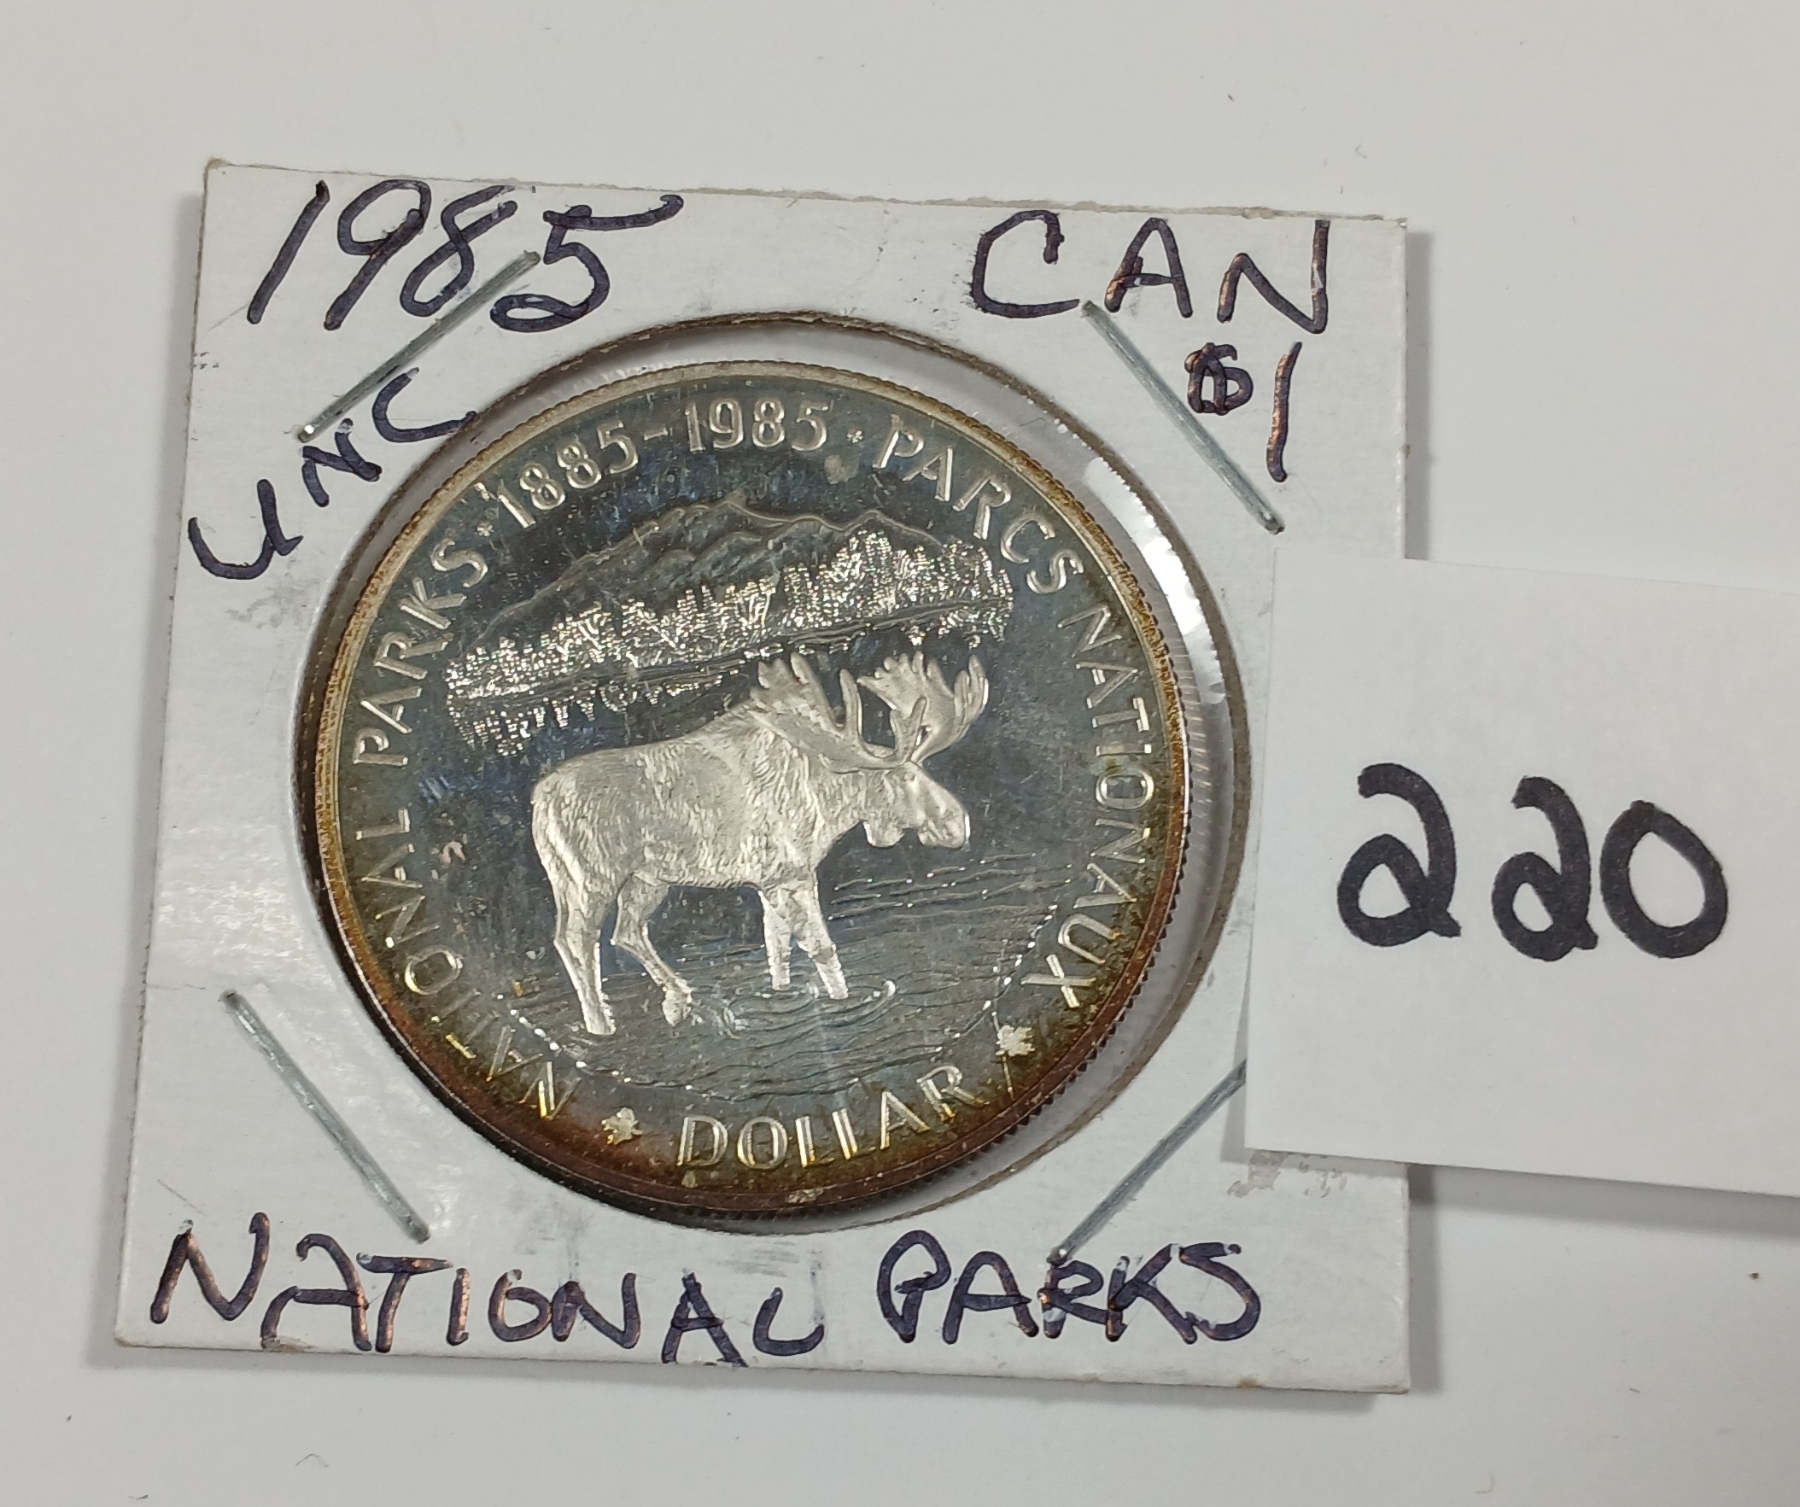 1985 CAN
$1
UNC
NATIONAL PARKS · 1885-1985 · PARCS NATIONAUX
DOLLAR
220
NATIONAL PARKS